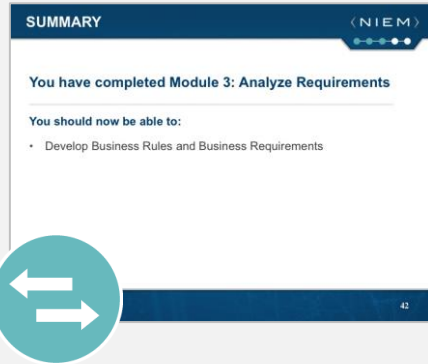 SUMMARY
〈NIEM〉
You have completed Module 3: Analyze Requirements
You should now be able to:
• Develop Business Rules and Business Requirements
42